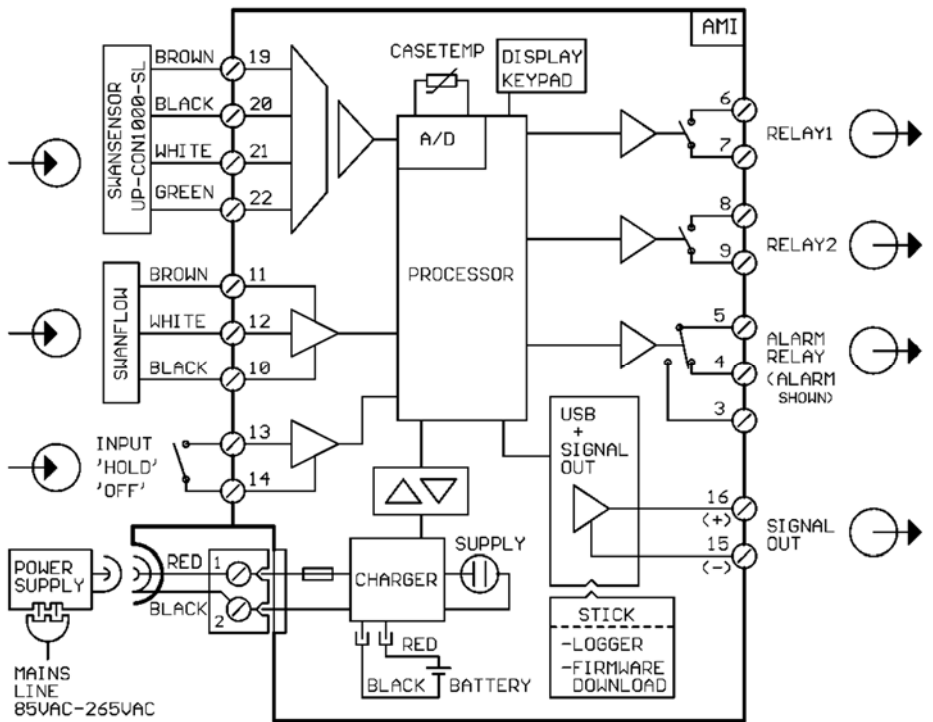 AMI
SWANSENSOR
UP-CON1000-SL
BROWN 19
BLACK 20
WHITE 21
GREEN 22
CASETEMP
DISPLAY
KEYPAD
A/D
PROCESSOR
6
7
RELAY1
8
9
RELAY2
5
4
3
ALARM
RELAY
(ALARM
SHOWN)
SWANFLOW
BROWN 11
WHITE 12
BLACK 10
INPUT
'HOLD'
'OFF'
13
14
USB
+
SIGNAL
OUT
16
(+)
15
(-)
SIGNAL
OUT
POWER
SUPPLY
RED 1
BLACK 2
CHARGER
SUPPLY
RED
BLACK
BATTERY
STICK
-LOGGER
-FIRMWARE
DOWNLOAD
MAINS
LINE
85VAC-265VAC